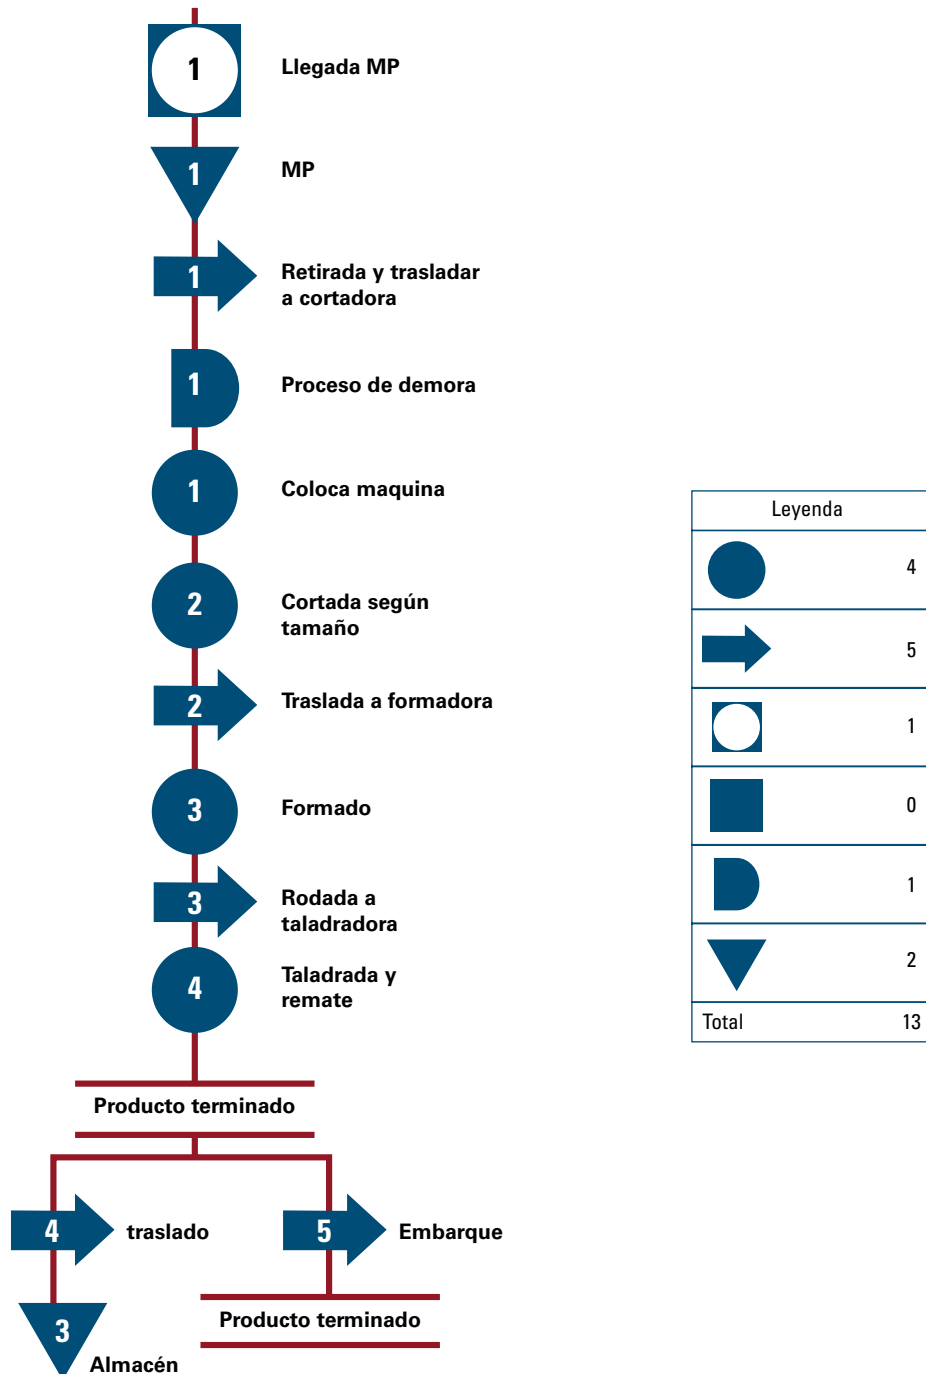 1
Llegada MP
1
MP
1
Retirada y trasladar
a cortadora
1
Proceso de demora
1
Coloca maquina
2
Cortada según
tamaño
2
Traslada a formadora
3
Formado
3
Rodada a
taladradora
4
Taladrada y
remate
Producto terminado
4
traslado
5
Embarque
3
Almacén
Producto terminado
Leyenda
4
5
1
0
1
2
Total 13